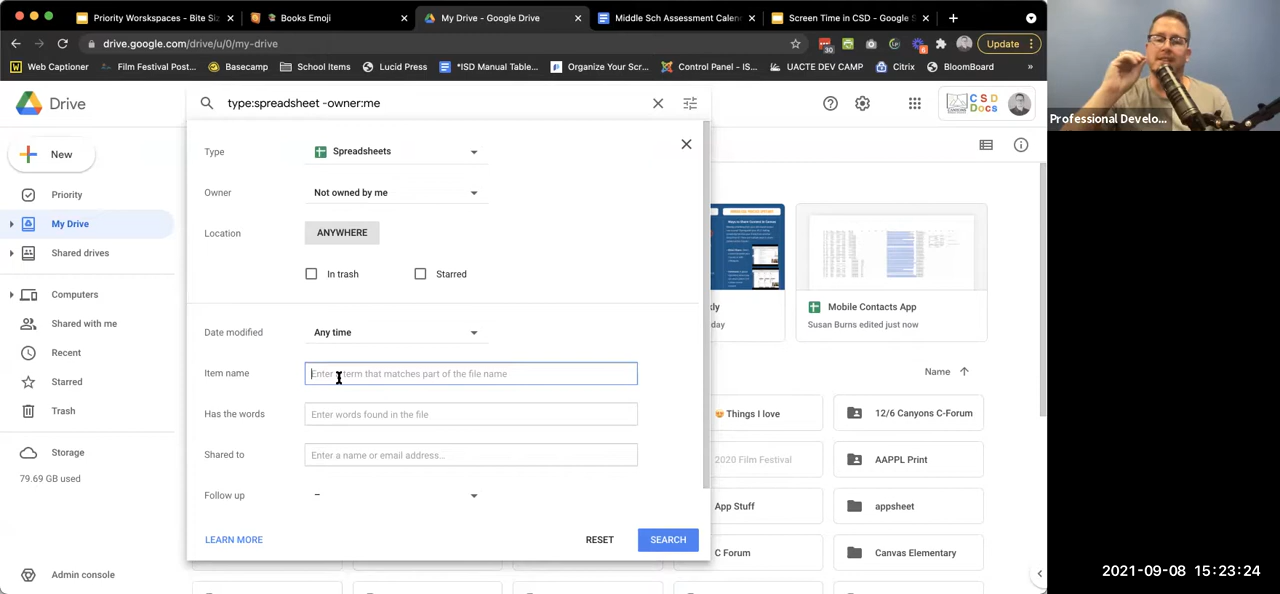 Priority Worskspaces - Bite Siz
Books Emoji
My Drive - Google Drive
Middle Sch Assessment Calen
Screen Time in CSD - Google S
drive.google.com/drive/u/0/my-drive
30
6
Update
Web Captioner
Film Festival Post...
Basecamp
School Items
Lucid Press
*ISD Manual Table...
Organize Your Scr...
Control Panel - IS...
UACTE DEV CAMP
Citrix
BloomBoard
»
Drive
type:spreadsheet -owner:me
CSD
Docs
Professional Develo...
New
Priority
My Drive
Shared drives
Computers
Shared with me
Recent
Starred
Trash
Storage
79.69 GB used
Admin console
Type
Spreadsheets
Owner
Not owned by me
Location
ANYWHERE
In trash
Starred
Date modified
Any time
Item name
Enter a term that matches part of the file name
Has the words
Enter words found in the file
Shared to
Enter a name or email address...
Follow up
–
LEARN MORE
RESET
SEARCH
kly
day
Mobile Contacts App
Susan Burns edited just now
Name
Things I love
12/6 Canyons C-Forum
2020 Film Festival
AAPPL Print
App Stuff
appsheet
C Forum
Canvas Elementary
2021-09-08 15:23:24